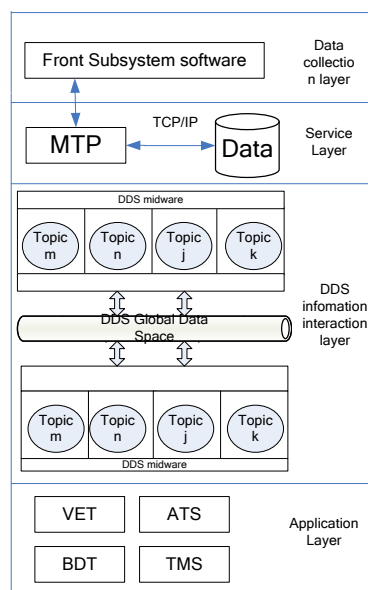 Front Subsystem software
Data
collectio
n layer
MTP
TCP/IP
Data
Service
Layer
DDS midware
Topic
m
Topic
n
Topic
j
Topic
k
DDS Global Data
Space
DDS
infomation
interaction
layer
Topic
m
Topic
n
Topic
j
Topic
k
DDS midware
VET
ATS
BDT
TMS
Application
Layer